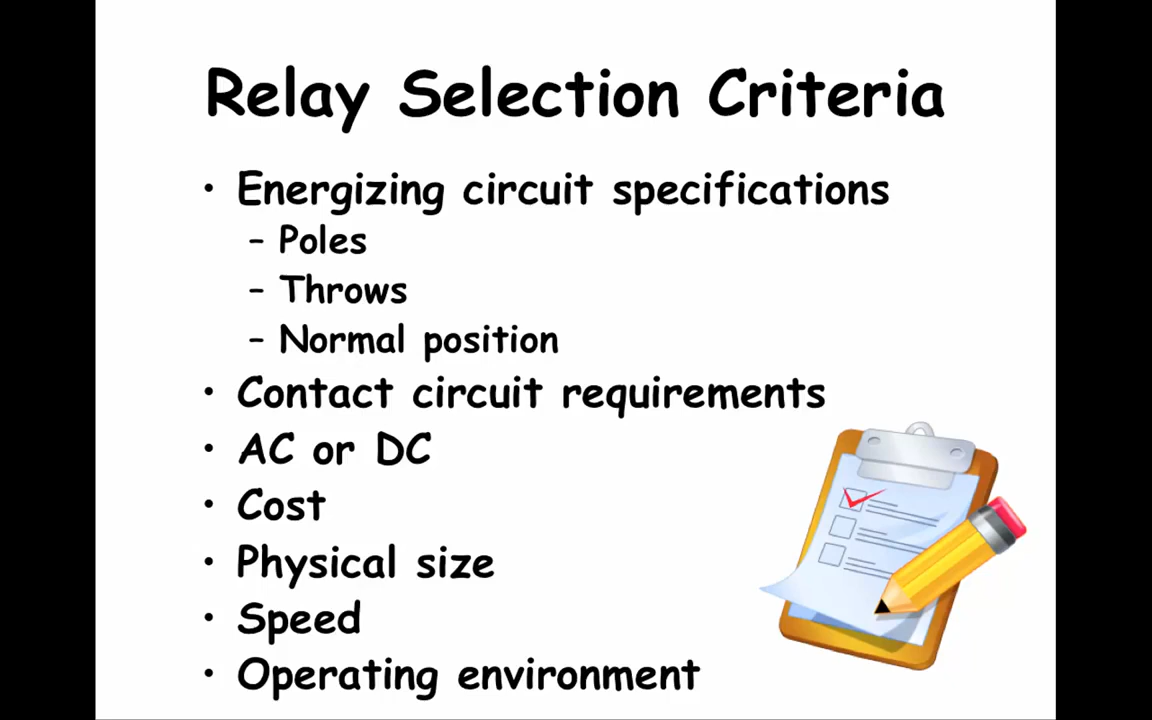 Relay Selection Criteria
• Energizing circuit specifications
– Poles
– Throws
– Normal position
• Contact circuit requirements
• AC or DC
• Cost
• Physical size
• Speed
• Operating environment